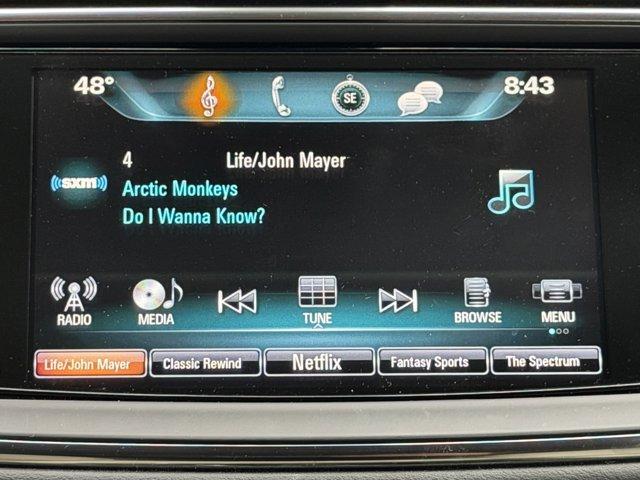 48° SE 8:43
4 Life/John Mayer
((sxm))
Arctic Monkeys
Do I Wanna Know?
RADIO MEDIA TUNE BROWSE MENU
Life/John Mayer Classic Rewind Netflix Fantasy Sports The Spectrum